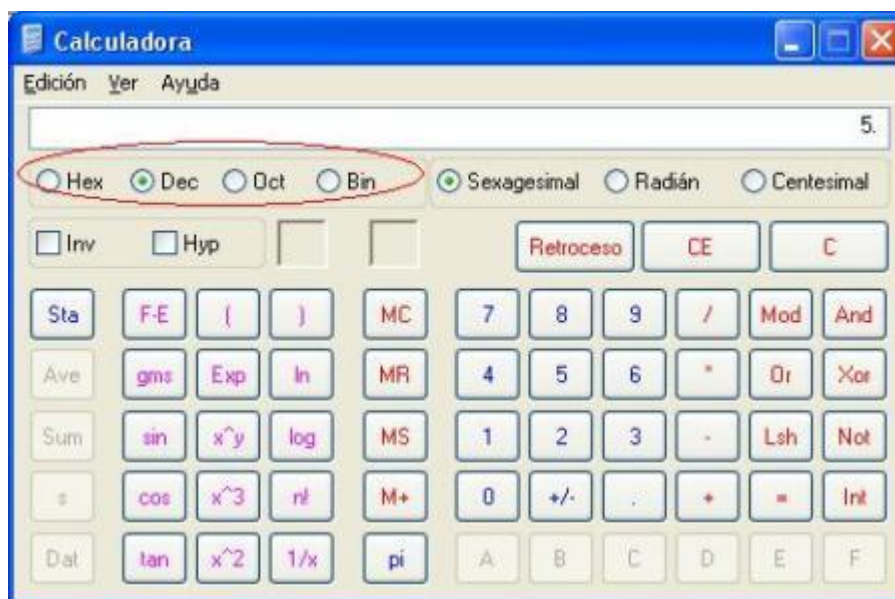 Calculadora
Edición Ver Ayuda
5.
Hex Dec Oct Bin Sexagesimal Radián Centesimal
Inv Hyp Retroceso CE C
Sta F-E ( ) MC 7 8 9 / Mod And
Ave gms Exp ln MR 4 5 6 * Or Xor
Sum sin x^y log MS 1 2 3 - Lsh Not
s cos x^3 n! M+ 0 +/- . + = Int
Dat tan x^2 1/x pi A B C D E F